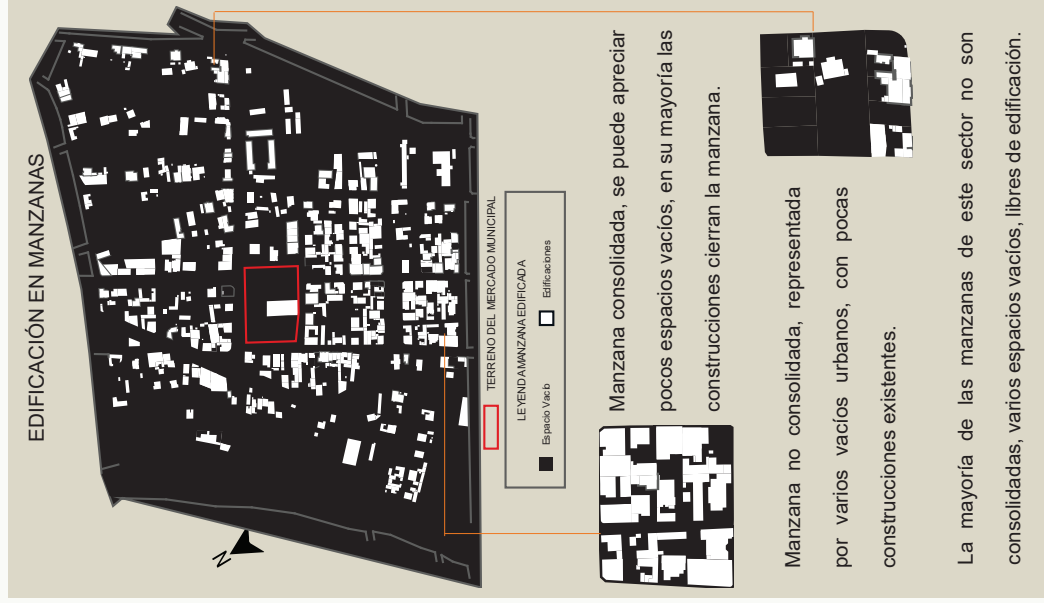 EDIFICACIÓN EN MANZANAS
N
TERRENO DEL MERCADO MUNICIPAL
LEYENDA MANZANA EDIFICADA
Espacio Vacío
Edificaciones
Manzana consolidada, se puede apreciar
pocos espacios vacíos, en su mayoría las
construcciones cierran la manzana.
Manzana no consolidada, representada
por varios vacíos urbanos, con pocas
construcciones existentes.
La mayoría de las manzanas de este sector no son
consolidadas, varios espacios vacíos, libres de edificación.